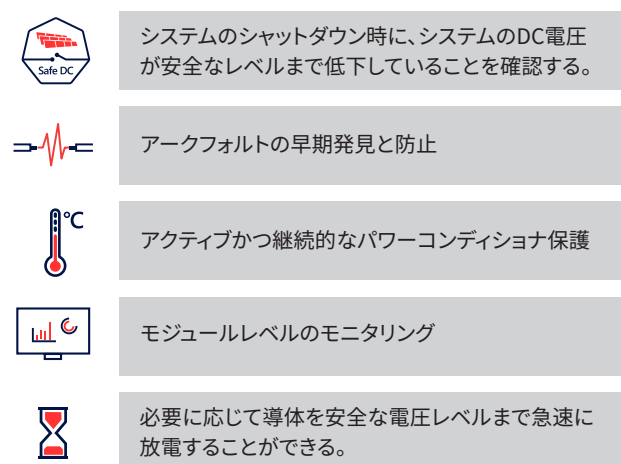 Safe DC
システムのシャットダウン時に、システムのDC電圧
が安全なレベルまで低下していることを確認する。
アークフォルトの早期発見と防止
℃
アクティブかつ継続的なパワーコンディショナ保護
モジュールレベルのモニタリング
必要に応じて導体を安全な電圧レベルまで急速に
放電することができる。